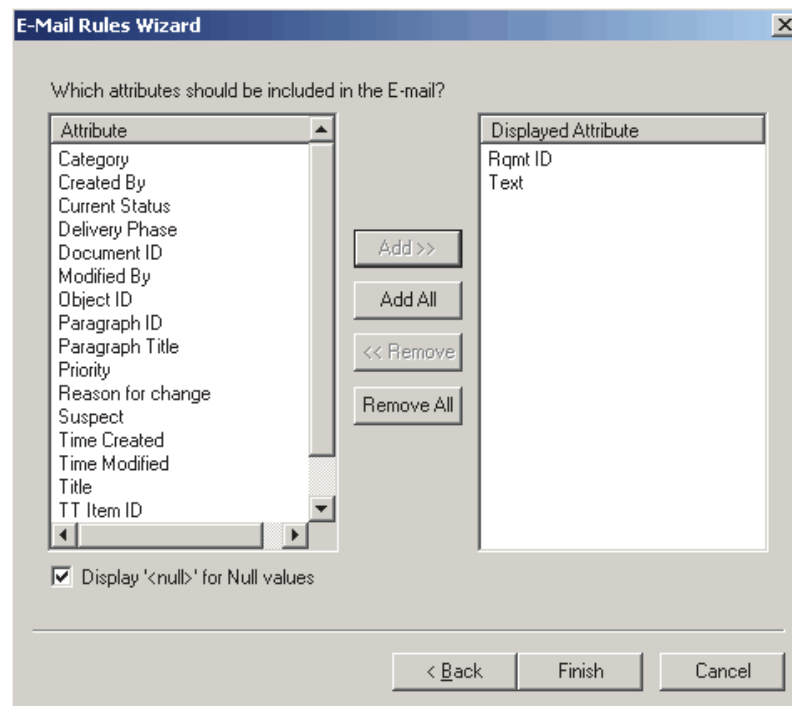 E-Mail Rules Wizard
Which attributes should be included in the E-mail?
Attribute
Category
Created By
Current Status
Delivery Phase
Document ID
Modified By
Object ID
Paragraph ID
Paragraph Title
Priority
Reason for change
Suspect
Time Created
Time Modified
Title
TT Item ID
Add >>
Add All
<< Remove
Remove All
Displayed Attribute
Rqmt ID
Text
Display '<null>' for Null values
< Back
Finish
Cancel